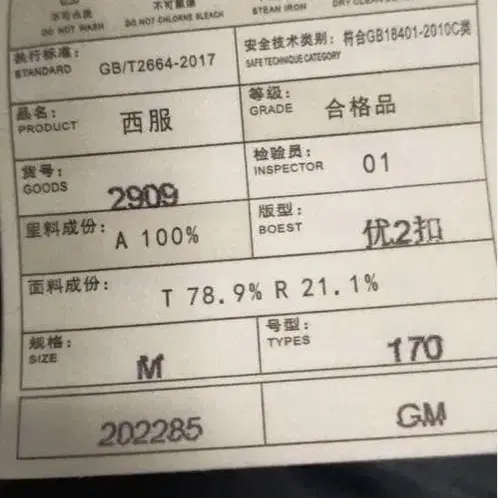 不可水洗
不可氯漂
DO NOT WASH
DO NOT CHLORNE BLEACH
STEAM IRON
执行标准:
STANDARD
GB/T2664-2017
安全技术类别: 符合GB18401-2010C类
SAFETECHNIQUECATEGORY
品名:
PRODUCT
西服
等级:
GRADE
合格品
货号:
GOODS
2909
检验员:
INSPECTOR
01
里料成份:
A 100%
版型:
BOEST
优2扣
面料成份:
T 78.9% R 21.1%
规格:
SIZE
M
号型:
TYPES
170
202285
GM